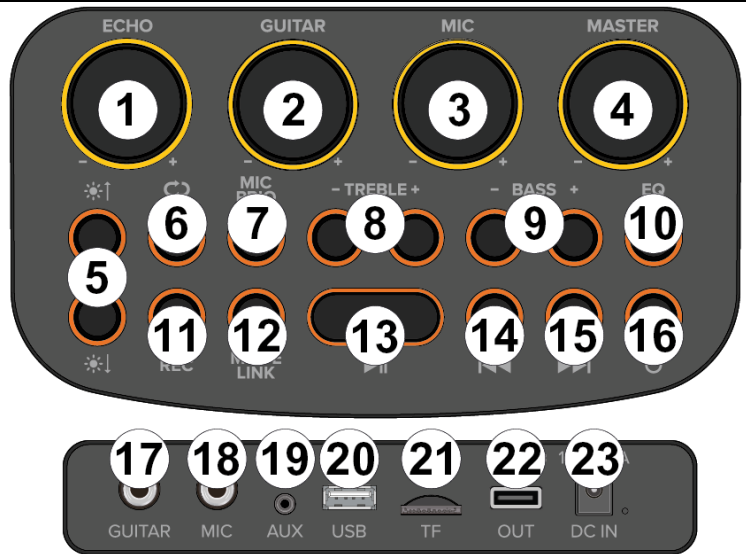 ECHO GUITAR MIC MASTER
1 2 3 4
- + - + - + - +
MIC - TREBLE + - BASS + EQ
5 6 7 8 9 10
11 12 13 14 15 16
REC LINK
17 18 19 20 21 22 23
GUITAR MIC AUX USB TF OUT DC IN